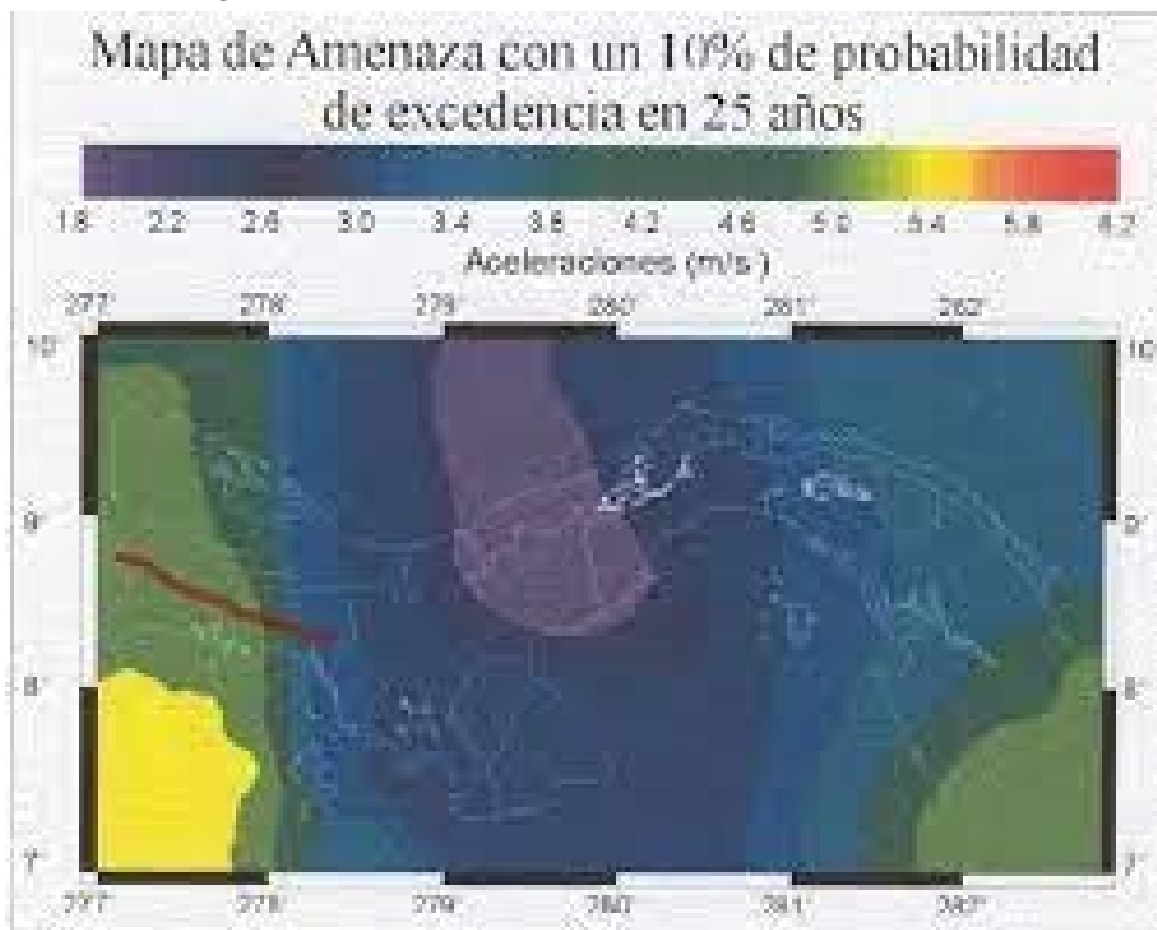 Mapa de Amenaza con un 10% de probabilidad
de excedencia en 25 años
1.8 2.2 2.6 3.0 3.4 3.8 4.2 4.6 5.0 5.4 5.8 6.2
Aceleraciones (m/s )
277° 278° 279° 280° 281° 282°
10° 10°
9° 9°
8° 8°
7° 7°
277° 278° 279° 280° 281° 282°